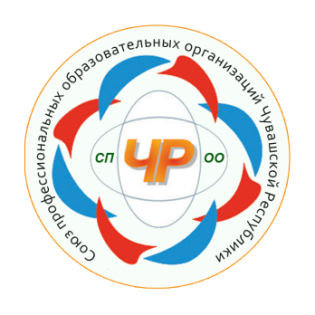 Союз профессиональных образовательных организаций Чувашской Республики
СП ЧР ОО